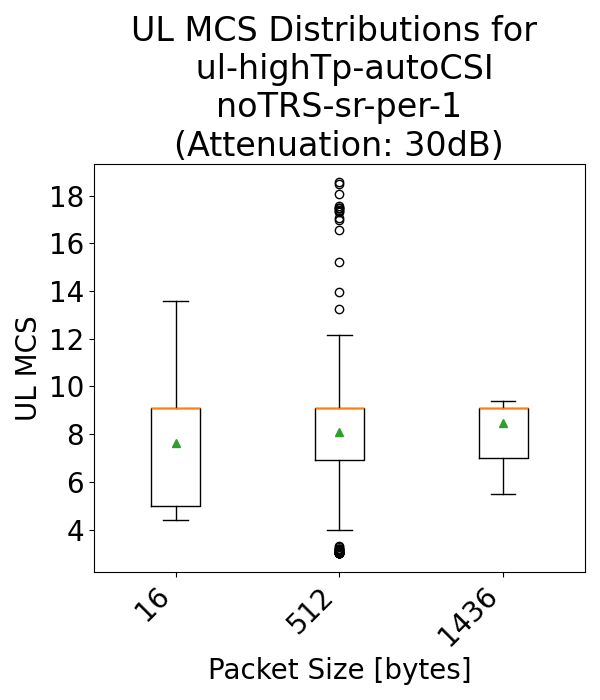 UL MCS Distributions for
ul-highTp-autoCSI
noTRS-sr-per-1
(Attenuation: 30dB)
18
16
14
12
10
8
6
4
UL MCS
16
512
1436
Packet Size [bytes]